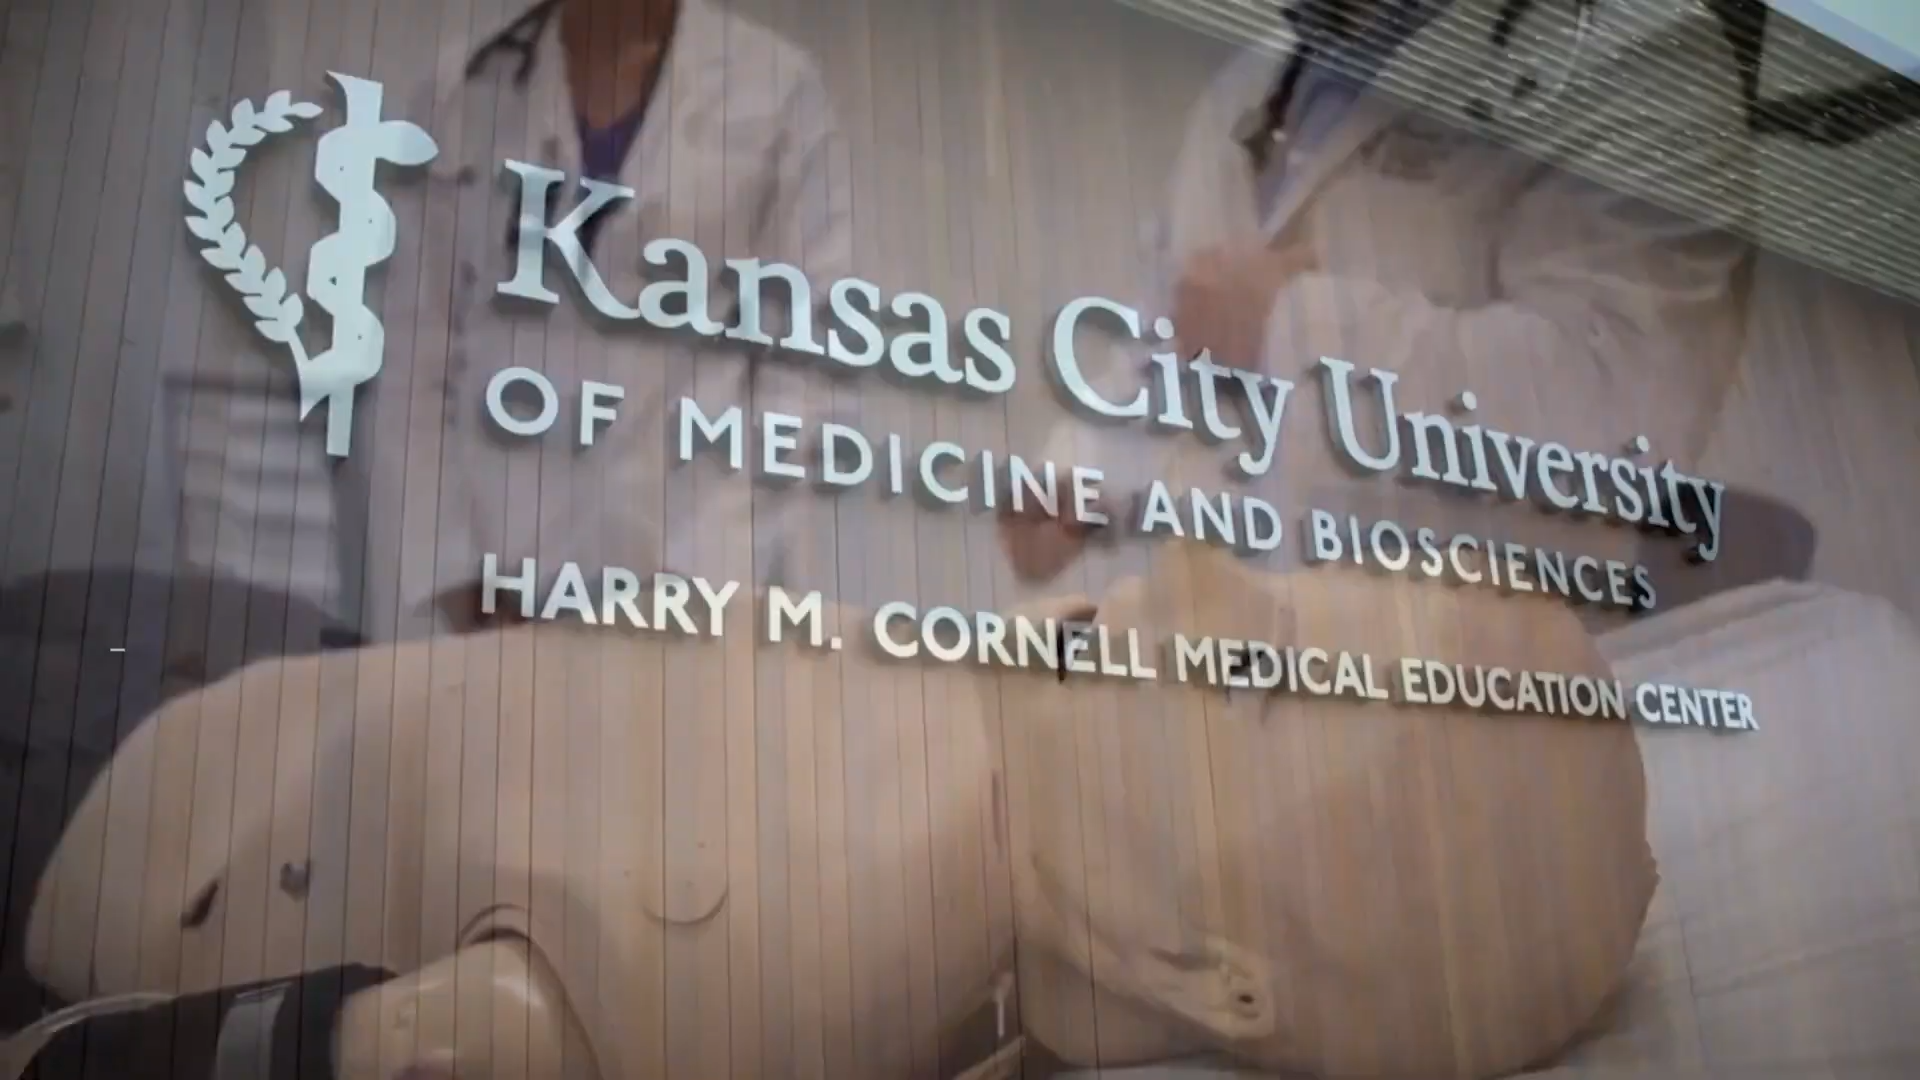 Kansas City University
OF MEDICINE AND BIOSCIENCES
HARRY M. CORNELL MEDICAL EDUCATION CENTER